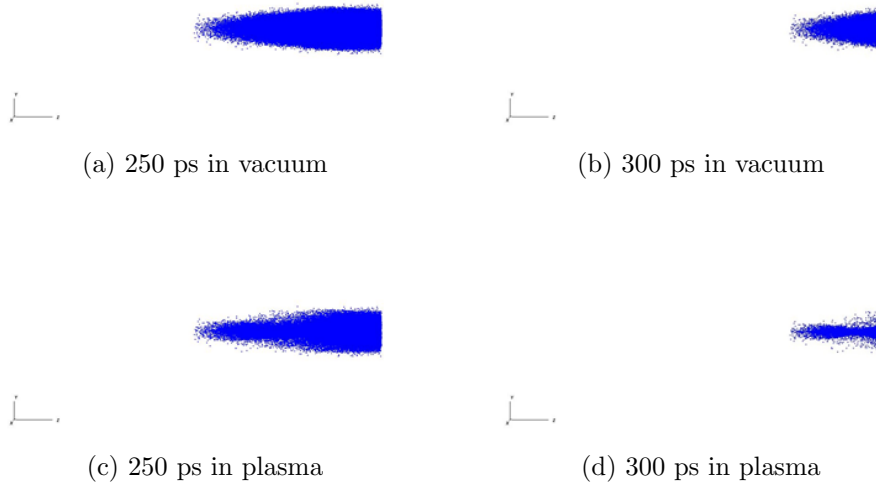 (a) 250 ps in vacuum
(b) 300 ps in vacuum
(c) 250 ps in plasma
(d) 300 ps in plasma